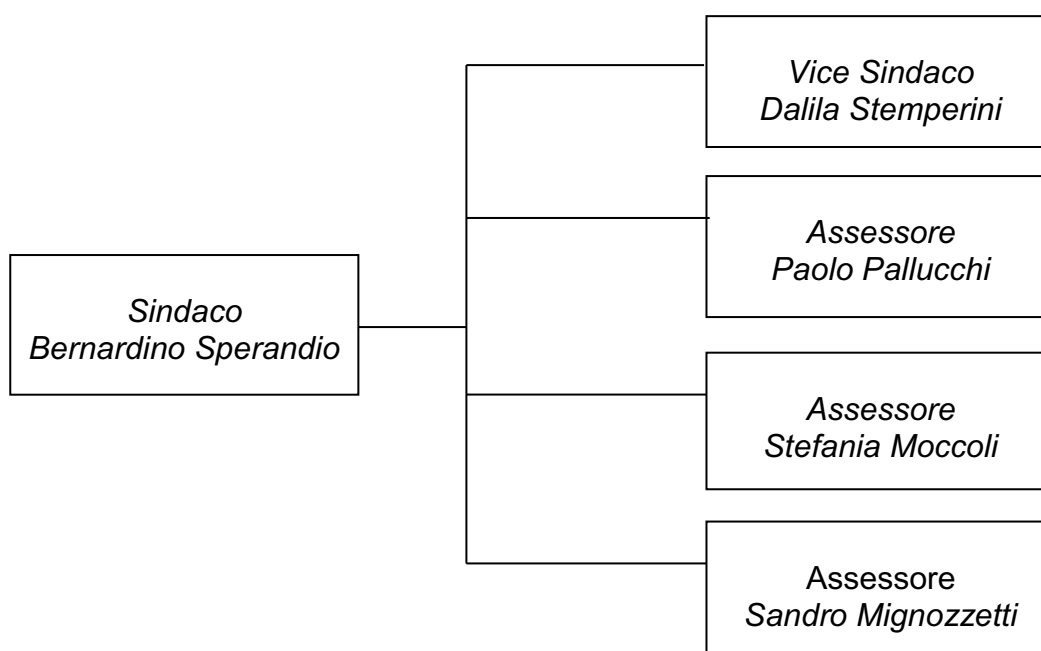 Vice Sindaco
Dalila Stemperini
Assessore
Paolo Pallucchi
Sindaco
Bernardino Sperandio
Assessore
Stefania Moccoli
Assessore
Sandro Mignozzetti